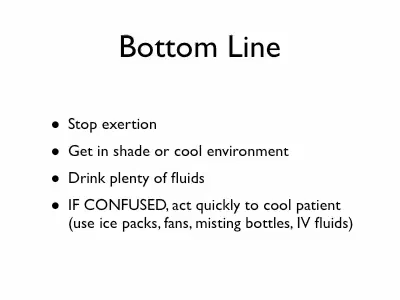 Bottom Line
• Stop exertion
• Get in shade or cool environment
• Drink plenty of fluids
• IF CONFUSED, act quickly to cool patient
(use ice packs, fans, misting bottles, IV fluids)